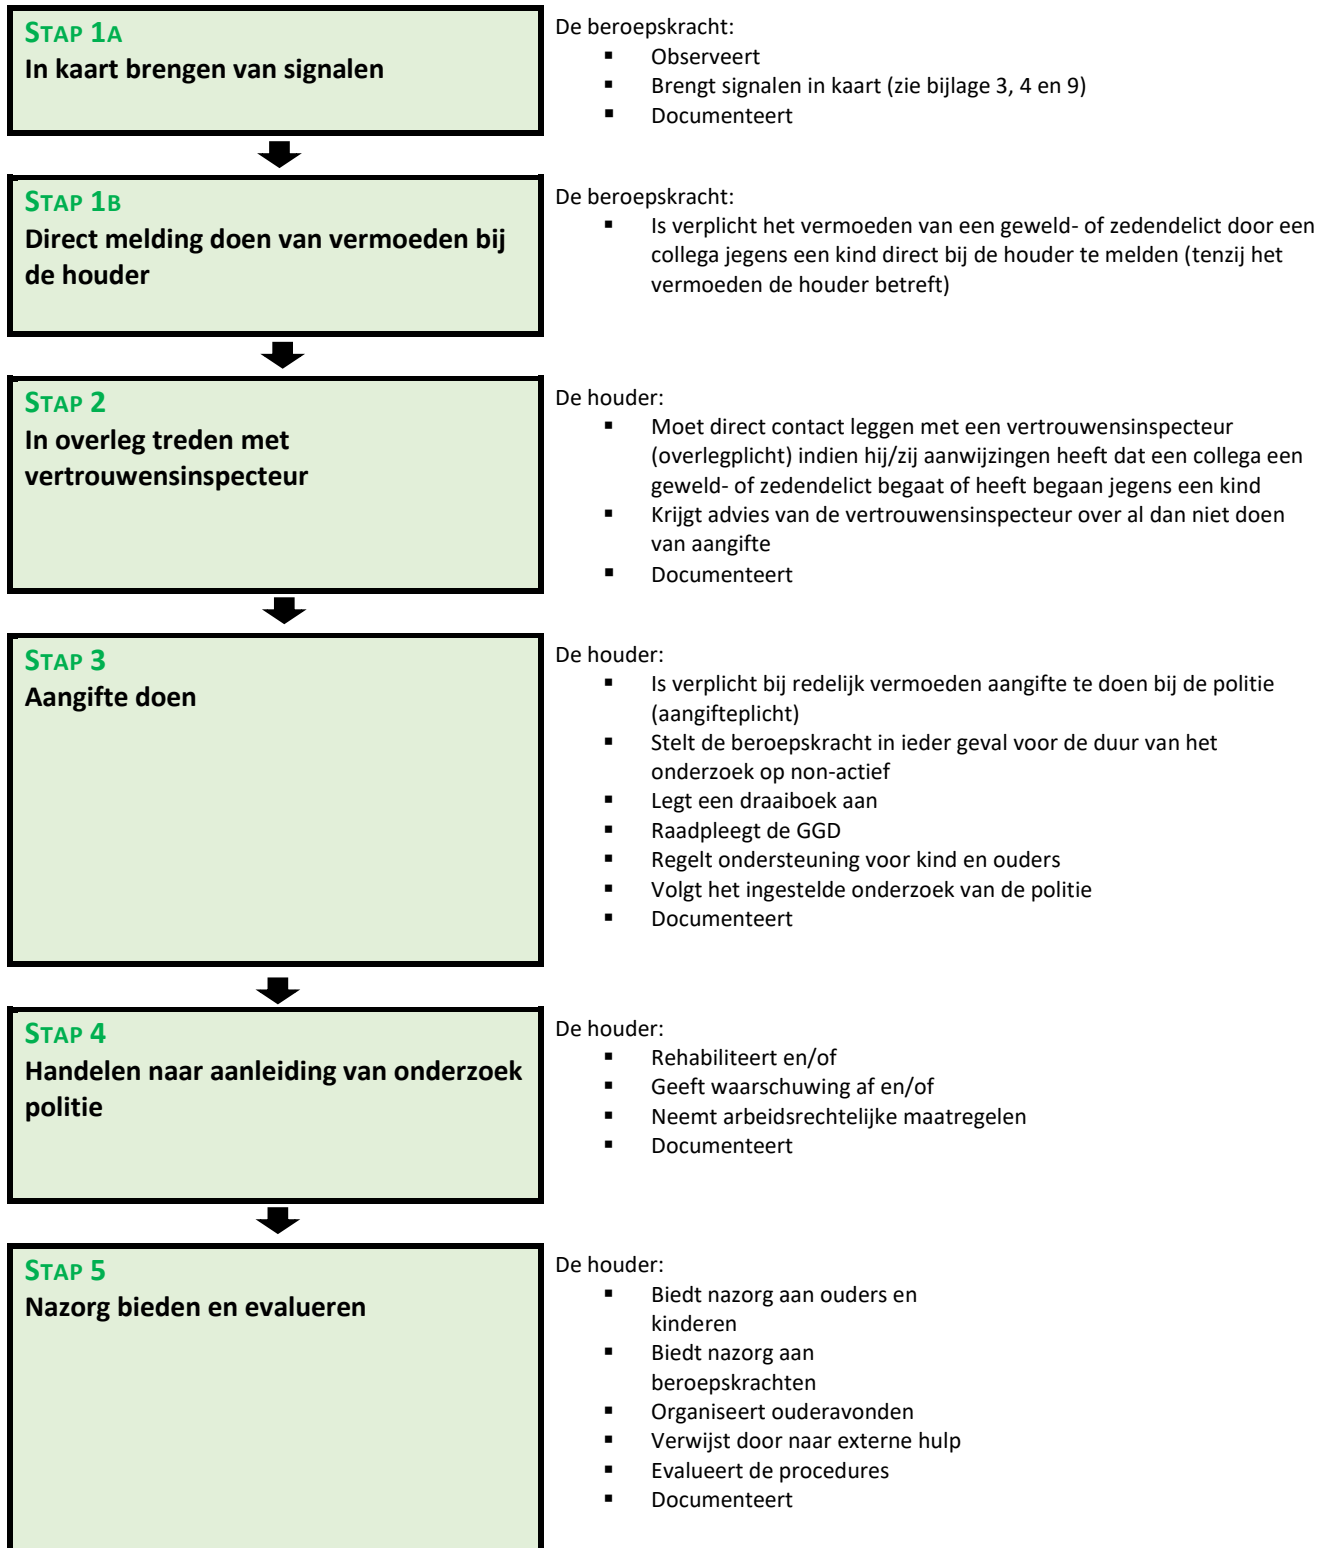 STAP 1A
In kaart brengen van signalen
De beroepskracht:
▪ Observeert
▪ Brengt signalen in kaart (zie bijlage 3, 4 en 9)
▪ Documenteert
STAP 1B
Direct melding doen van vermoeden bij
de houder
De beroepskracht:
▪ Is verplicht het vermoeden van een geweld- of zedendelict door een
collega jegens een kind direct bij de houder te melden (tenzij het
vermoeden de houder betreft)
STAP 2
In overleg treden met
vertrouwensinspecteur
De houder:
▪ Moet direct contact leggen met een vertrouwensinspecteur
(overlegplicht) indien hij/zij aanwijzingen heeft dat een collega een
geweld- of zedendelict begaat of heeft begaan jegens een kind
▪ Krijgt advies van de vertrouwensinspecteur over al dan niet doen
van aangifte
▪ Documenteert
STAP 3
Aangifte doen
De houder:
▪ Is verplicht bij redelijk vermoeden aangifte te doen bij de politie
(aangifteplicht)
▪ Stelt de beroepskracht in ieder geval voor de duur van het
onderzoek op non-actief
▪ Legt een draaiboek aan
▪ Raadpleegt de GGD
▪ Regelt ondersteuning voor kind en ouders
▪ Volgt het ingestelde onderzoek van de politie
▪ Documenteert
STAP 4
Handelen naar aanleiding van onderzoek
politie
De houder:
▪ Rehabiliteert en/of
▪ Geeft waarschuwing af en/of
▪ Neemt arbeidsrechtelijke maatregelen
▪ Documenteert
STAP 5
Nazorg bieden en evalueren
De houder:
▪ Biedt nazorg aan ouders en
kinderen
▪ Biedt nazorg aan
beroepskrachten
▪ Organiseert ouderavonden
▪ Verwijst door naar externe hulp
▪ Evalueert de procedures
▪ Documenteert